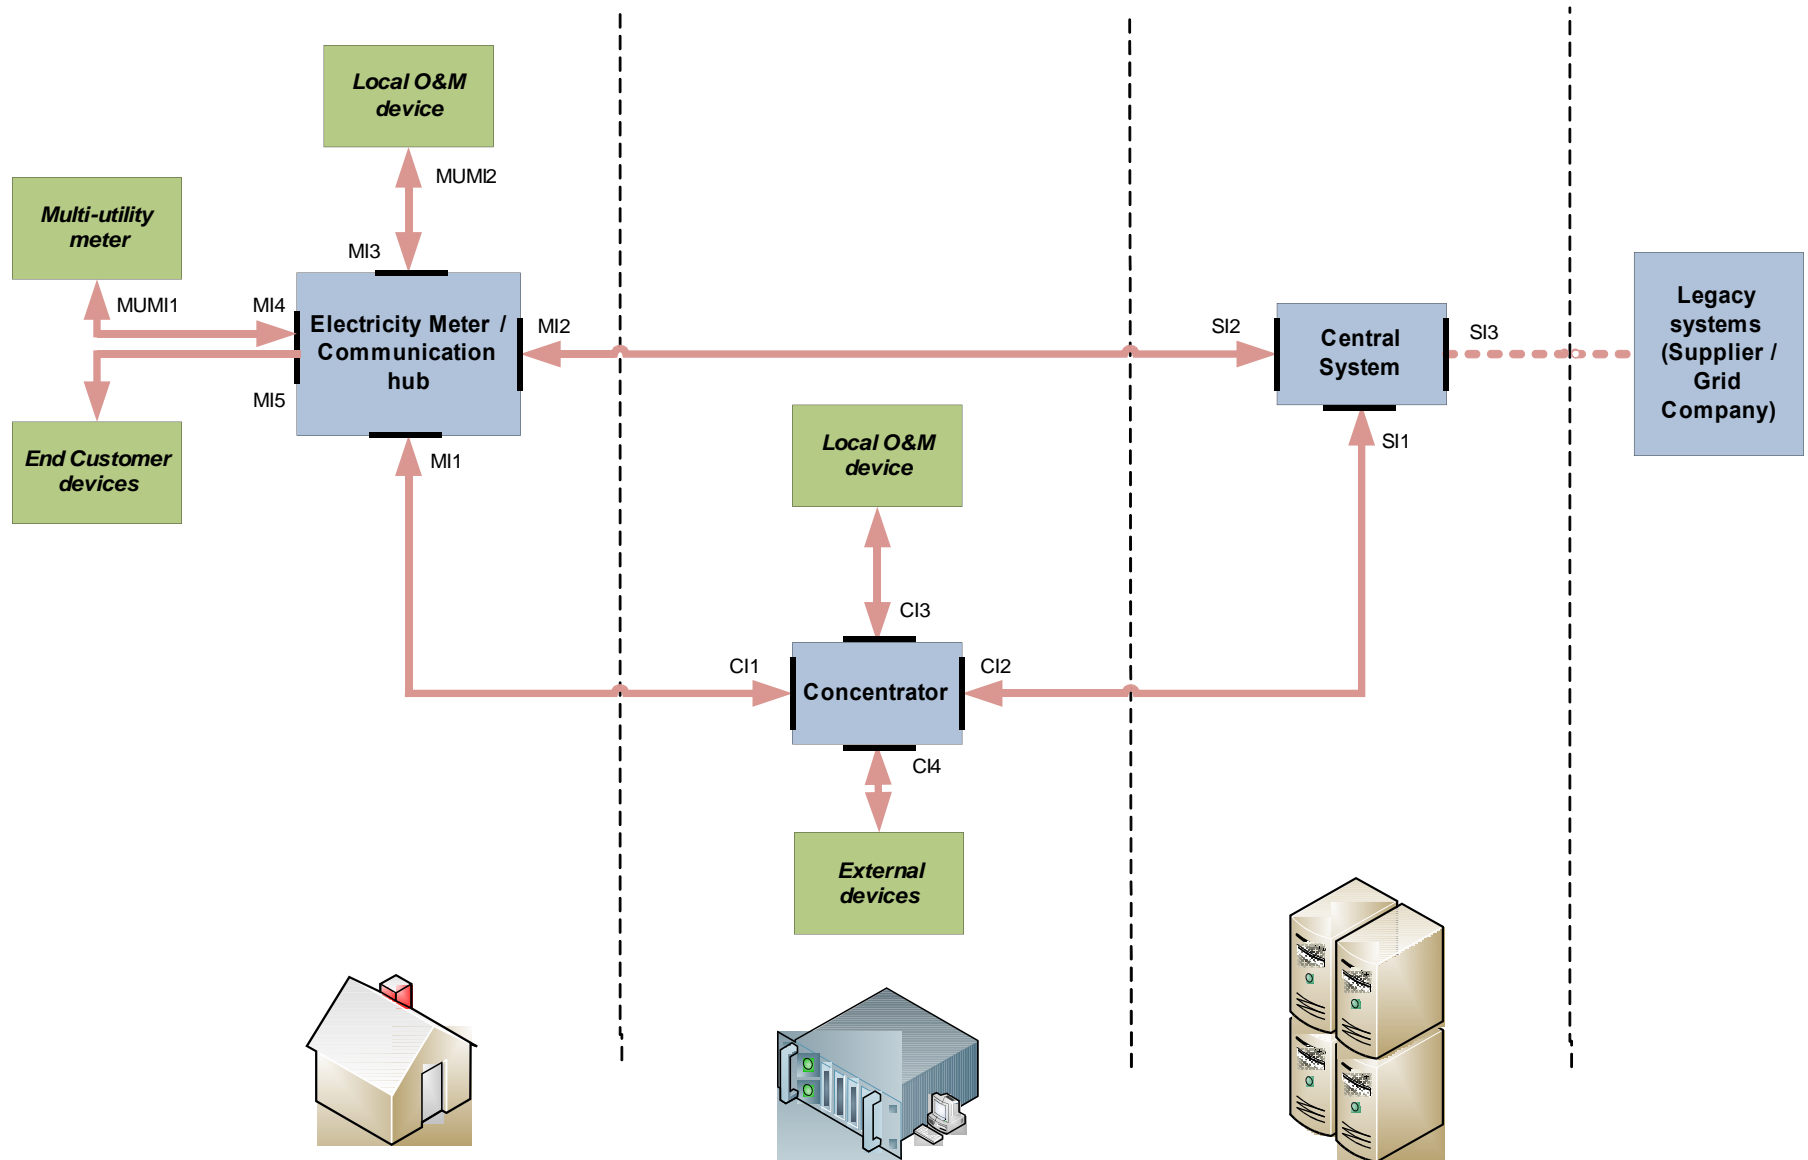 Local O&M
device
MUMI2
Multi-utility
meter
MI3
MUMI1
MI4
Electricity Meter /
Communication
hub
MI2
MI5
End Customer
devices
MI1
SI2
Central
System
SI3
SI1
Legacy
systems
(Supplier /
Grid
Company)
Local O&M
device
CI3
CI1
Concentrator
CI2
CI4
External
devices